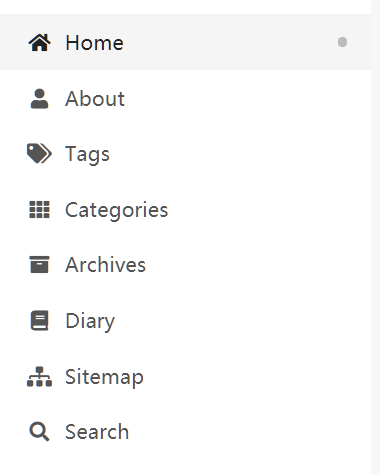 Home
About
Tags
Categories
Archives
Diary
Sitemap
Search